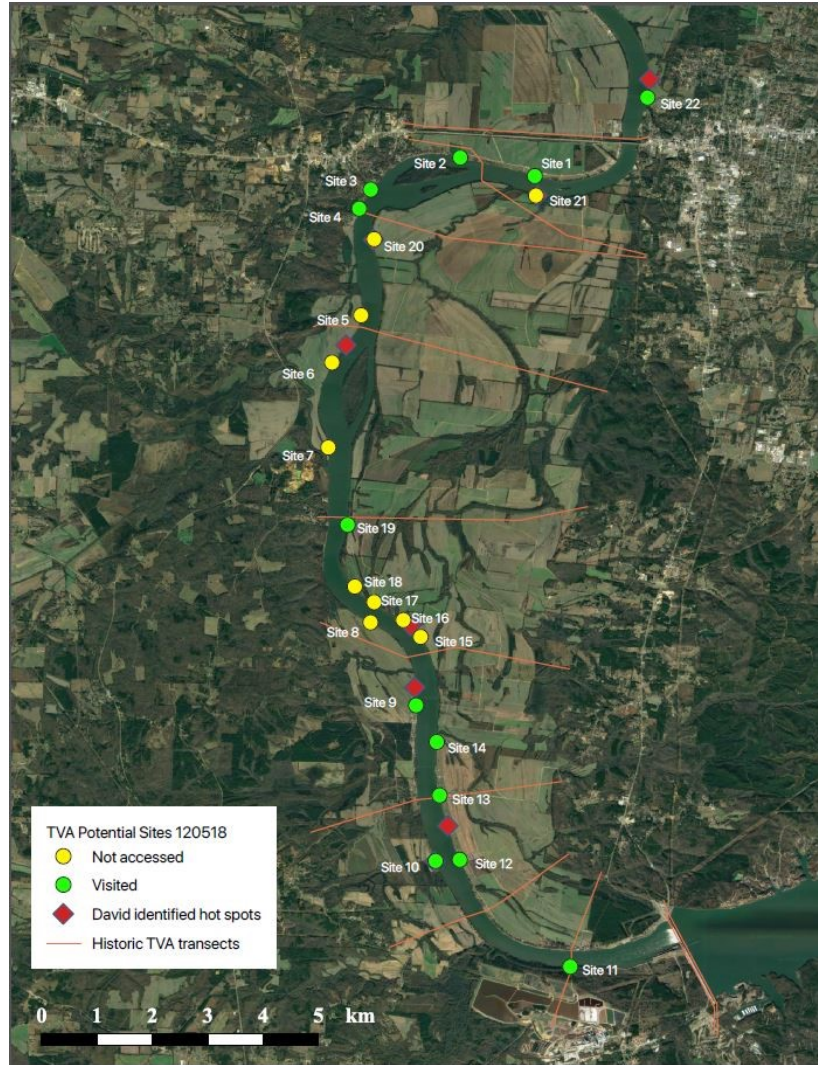 Site 22
Site 2
Site 1
Site 3
Site 21
Site 4
Site 20
Site 5
Site 6
Site 7
Site 19
Site 18
Site 17
Site 16
Site 8
Site 15
Site 9
Site 14
Site 13
Site 10
Site 12
Site 11
TVA Potential Sites 120518
Not accessed
Visited
David identified hot spots
Historic TVA transects
0 1 2 3 4 5 km